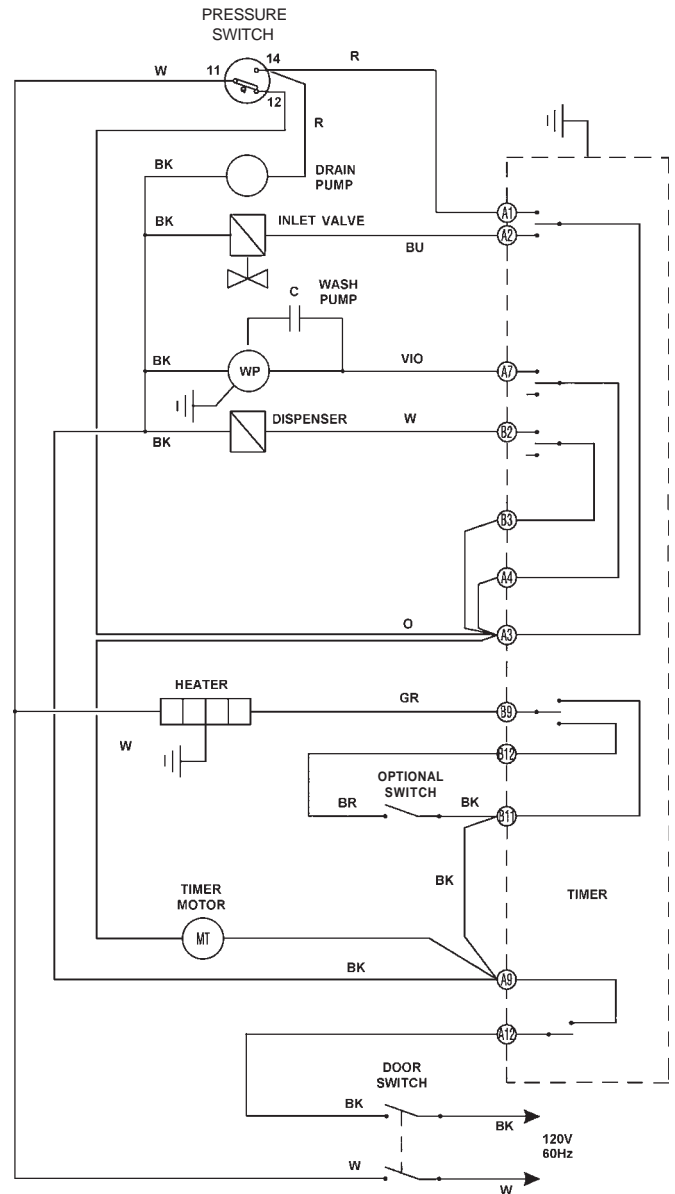 PRESSURE
SWITCH
14
R
W
11
12
R
BK
DRAIN
PUMP
A1
BK
INLET VALVE
A2
BU
C
WASH
PUMP
BK
WP
VIO
A7
DISPENSER
W
B2
BK
B3
A4
O
A3
HEATER
GR
B9
W
B12
OPTIONAL
SWITCH
BR
BK
B11
BK
TIMER
MOTOR
TIMER
MT
BK
A9
A12
DOOR
SWITCH
BK
BK
120V
60Hz
W
W